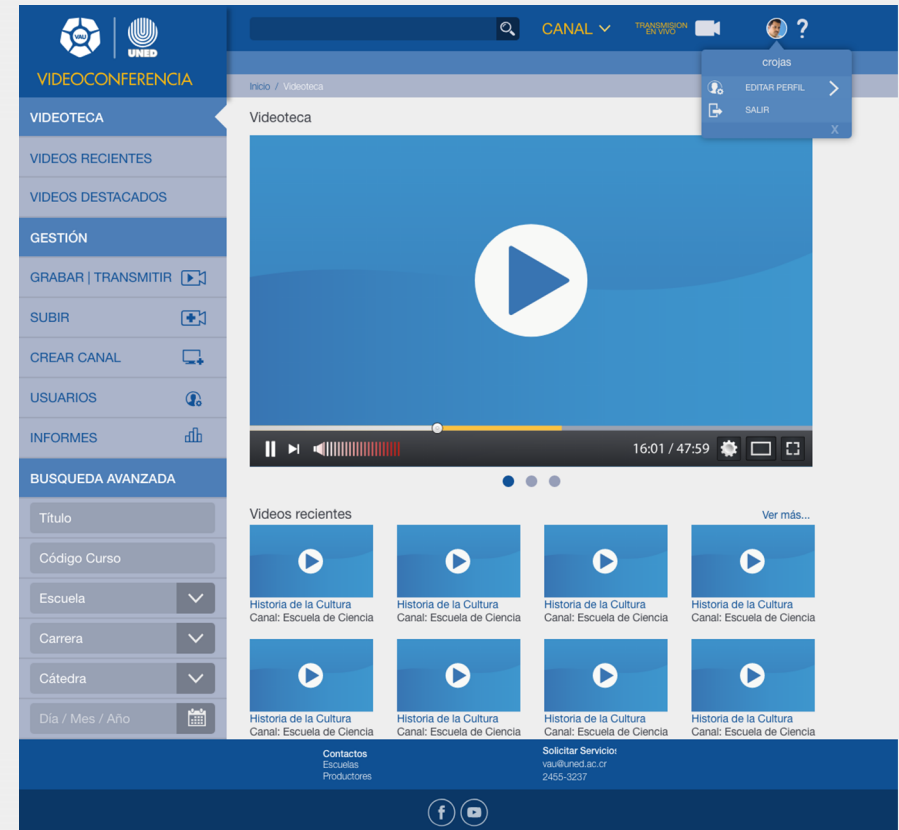 VAU
UNED
VIDEOCONFERENCIA
CANAL
TRANSMISION
EN VIVO
?
crojas
EDITAR PERFIL
SALIR
X
Inicio / Videoteca
VIDEOTECA
VIDEOS RECIENTES
VIDEOS DESTACADOS
GESTIÓN
GRABAR | TRANSMITIR
SUBIR
CREAR CANAL
USUARIOS
INFORMES
BUSQUEDA AVANZADA
Título
Código Curso
Escuela
Carrera
Cátedra
Día / Mes / Año
Videoteca
16:01 / 47:59
Videos recientes
Ver más...
Historia de la Cultura
Canal: Escuela de Ciencia
Historia de la Cultura
Canal: Escuela de Ciencia
Historia de la Cultura
Canal: Escuela de Ciencia
Historia de la Cultura
Canal: Escuela de Ciencia
Historia de la Cultura
Canal: Escuela de Ciencia
Historia de la Cultura
Canal: Escuela de Ciencia
Historia de la Cultura
Canal: Escuela de Ciencia
Historia de la Cultura
Canal: Escuela de Ciencia
Contactos
Escuelas
Productores
Solicitar Servicios
vau@uned.ac.cr
2455-3237
f